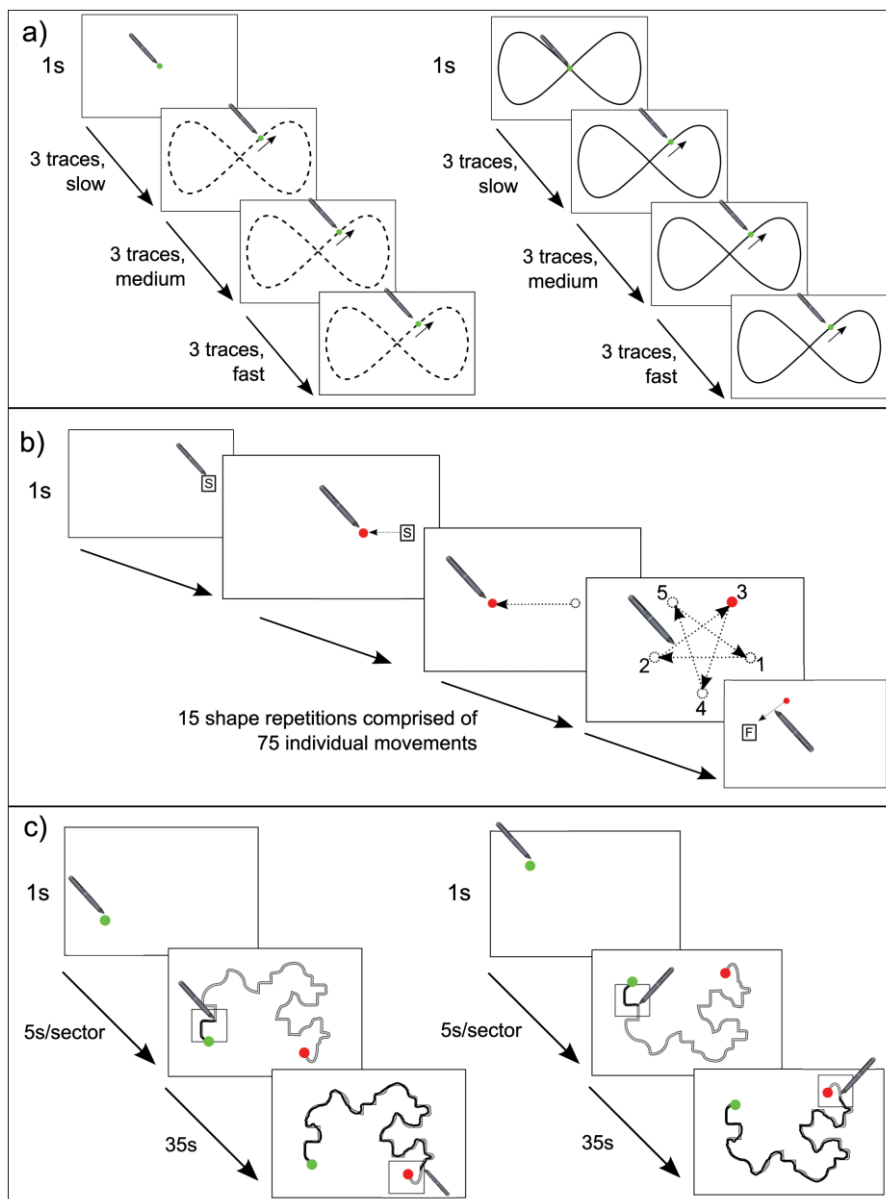 a)
1s
3 traces,
slow
3 traces,
medium
3 traces,
fast
1s
3 traces,
slow
3 traces,
medium
3 traces,
fast
b)
1s
S
S
5
3
2
1
4
15 shape repetitions comprised of
75 individual movements
F
c)
1s
5s/sector
35s
1s
5s/sector
35s